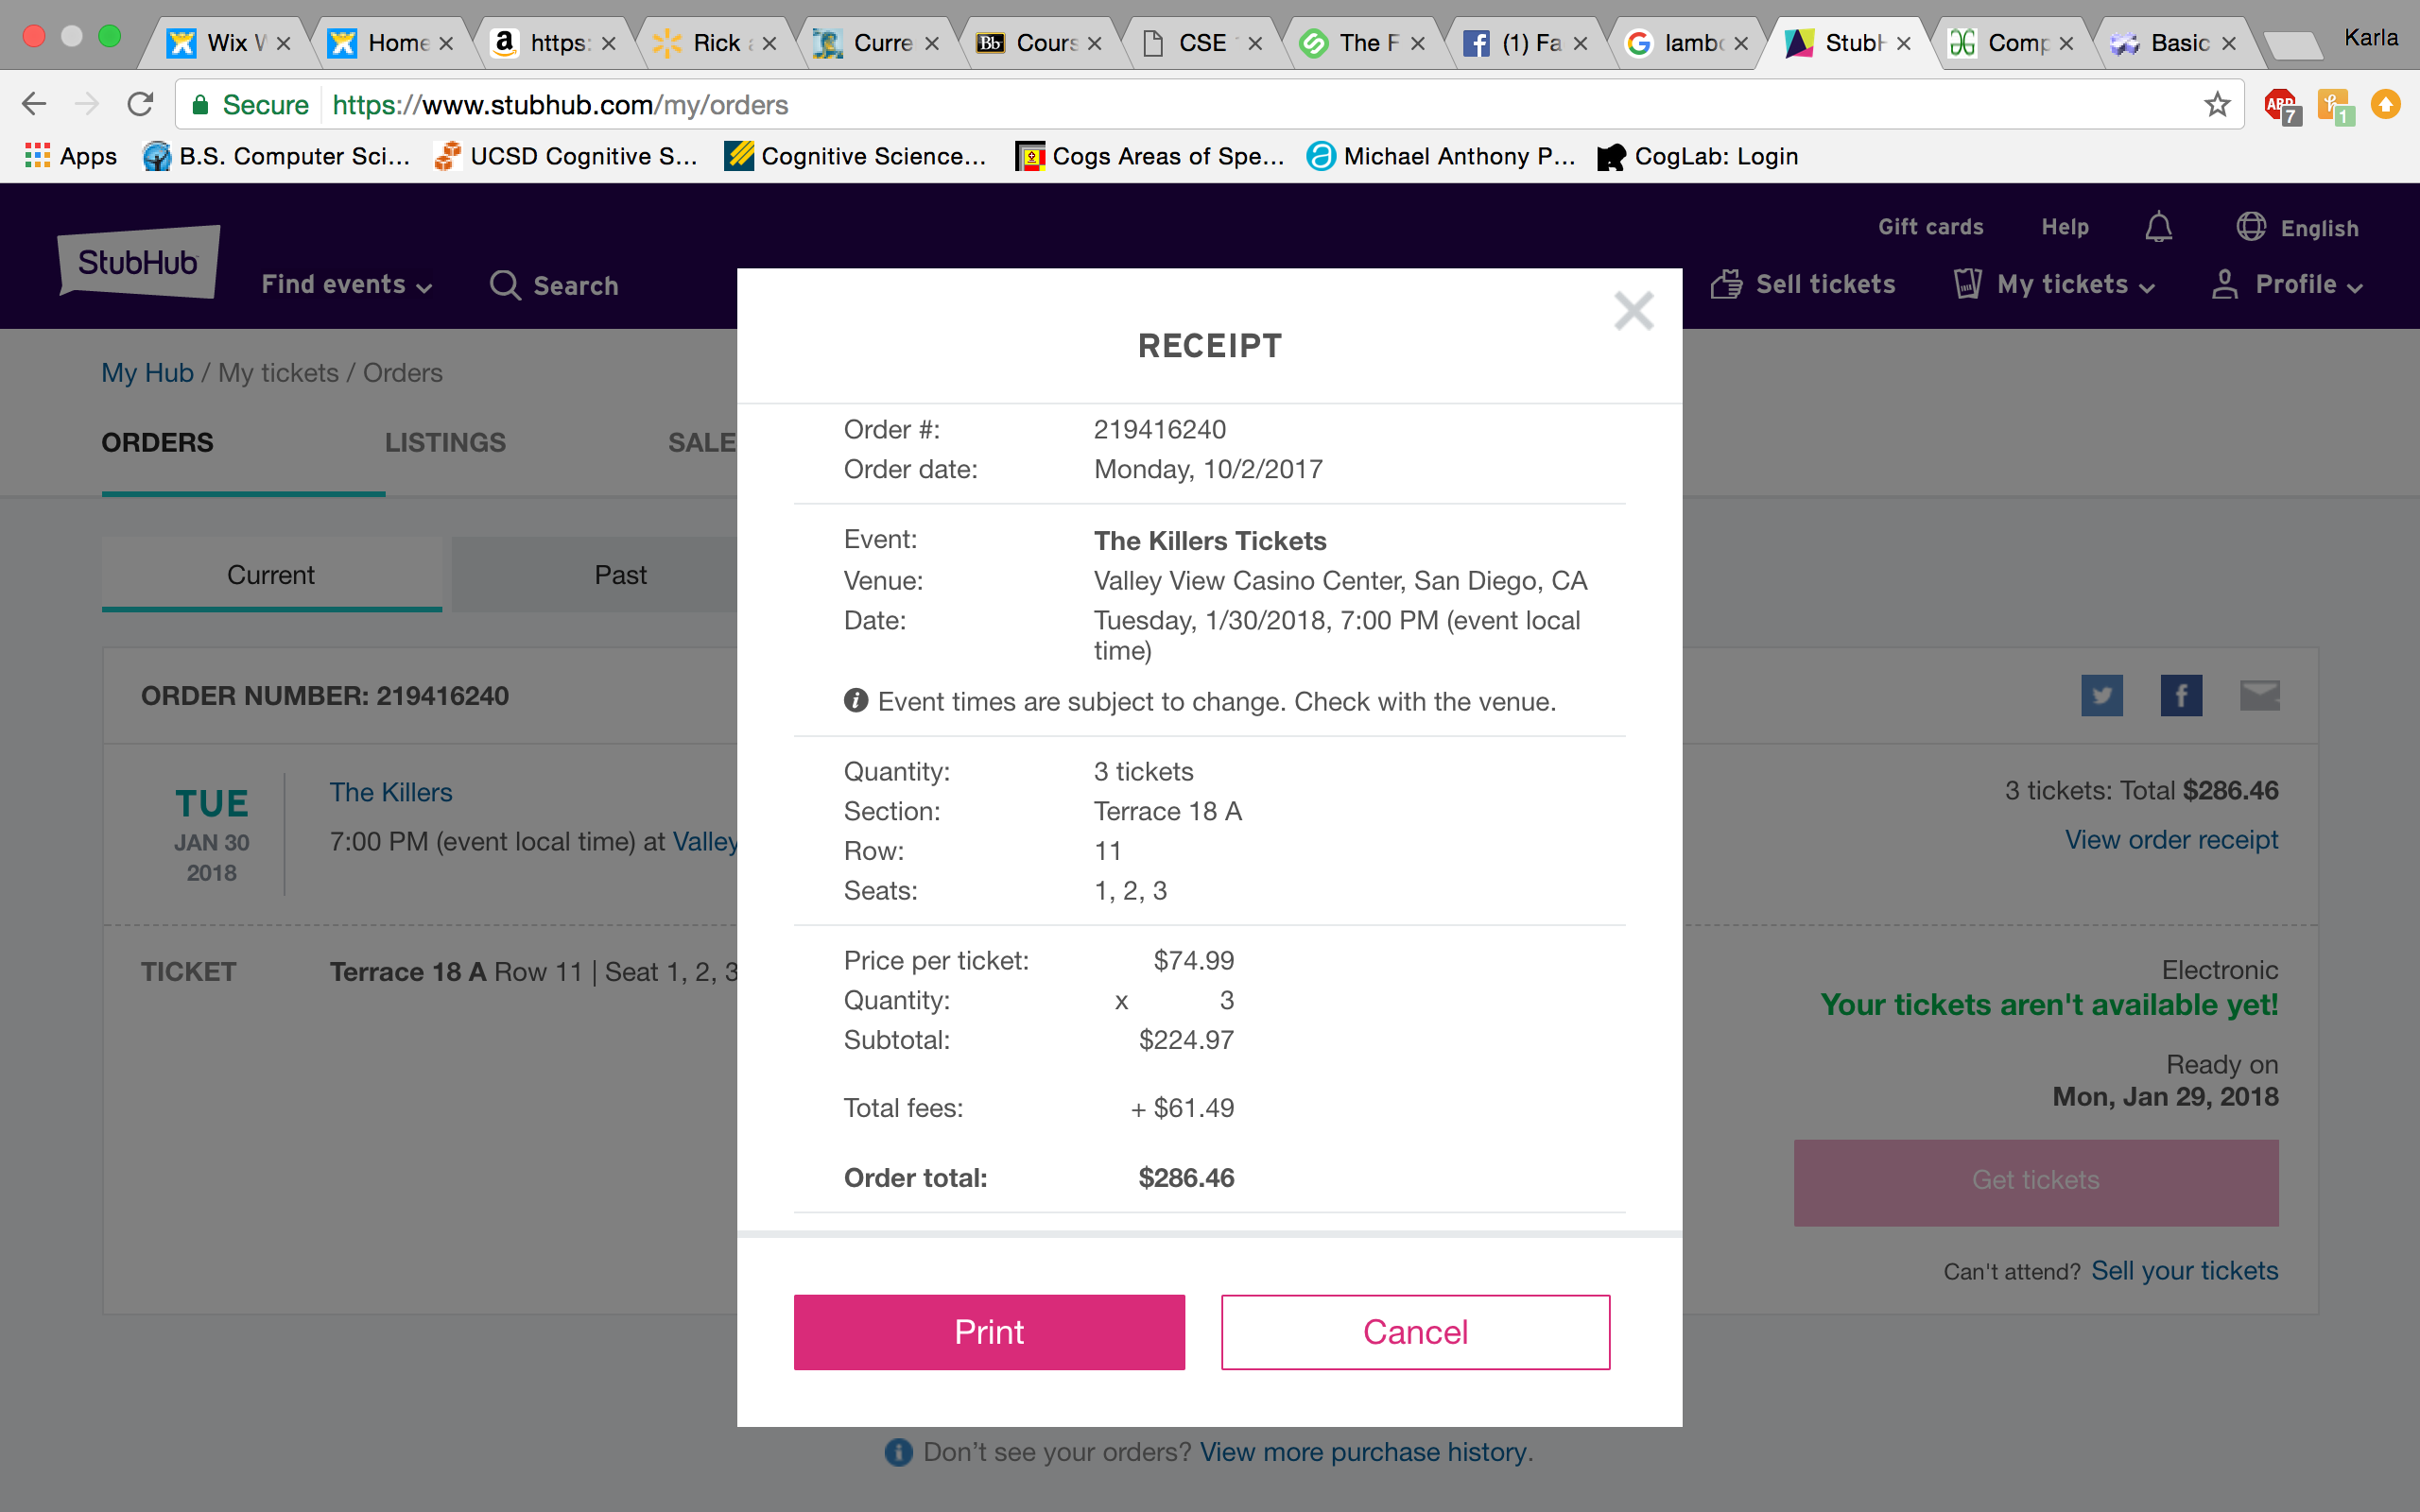 Wix W
Home
https:
Rick
Curre
Cours
CSE
The F
(1) Fa
lambo
StubH
Comp
Basic
Karla
Secure https://www.stubhub.com/my/orders
ABP 7
1
Apps
B.S. Computer Sci...
UCSD Cognitive S...
Cognitive Science...
Cogs Areas of Spe...
Michael Anthony P...
CogLab: Login
Gift cards Help English
StubHub Find events Search Sell tickets My tickets Profile
My Hub / My tickets / Orders
ORDERS LISTINGS SALE
Current Past
ORDER NUMBER: 219416240
TUE
JAN 30
2018
The Killers
7:00 PM (event local time) at Valley
3 tickets: Total $286.46
View order receipt
TICKET Terrace 18 A Row 11 | Seat 1, 2, 3
Electronic
Your tickets aren't available yet!
Ready on
Mon, Jan 29, 2018
Get tickets
Can't attend? Sell your tickets
RECEIPT
Order #: 219416240
Order date: Monday, 10/2/2017
Event: The Killers Tickets
Venue: Valley View Casino Center, San Diego, CA
Date: Tuesday, 1/30/2018, 7:00 PM (event local
time)
Event times are subject to change. Check with the venue.
Quantity: 3 tickets
Section: Terrace 18 A
Row: 11
Seats: 1, 2, 3
Price per ticket: $74.99
Quantity: x 3
Subtotal: $224.97
Total fees: + $61.49
Order total: $286.46
Print Cancel
Don't see your orders? View more purchase history.